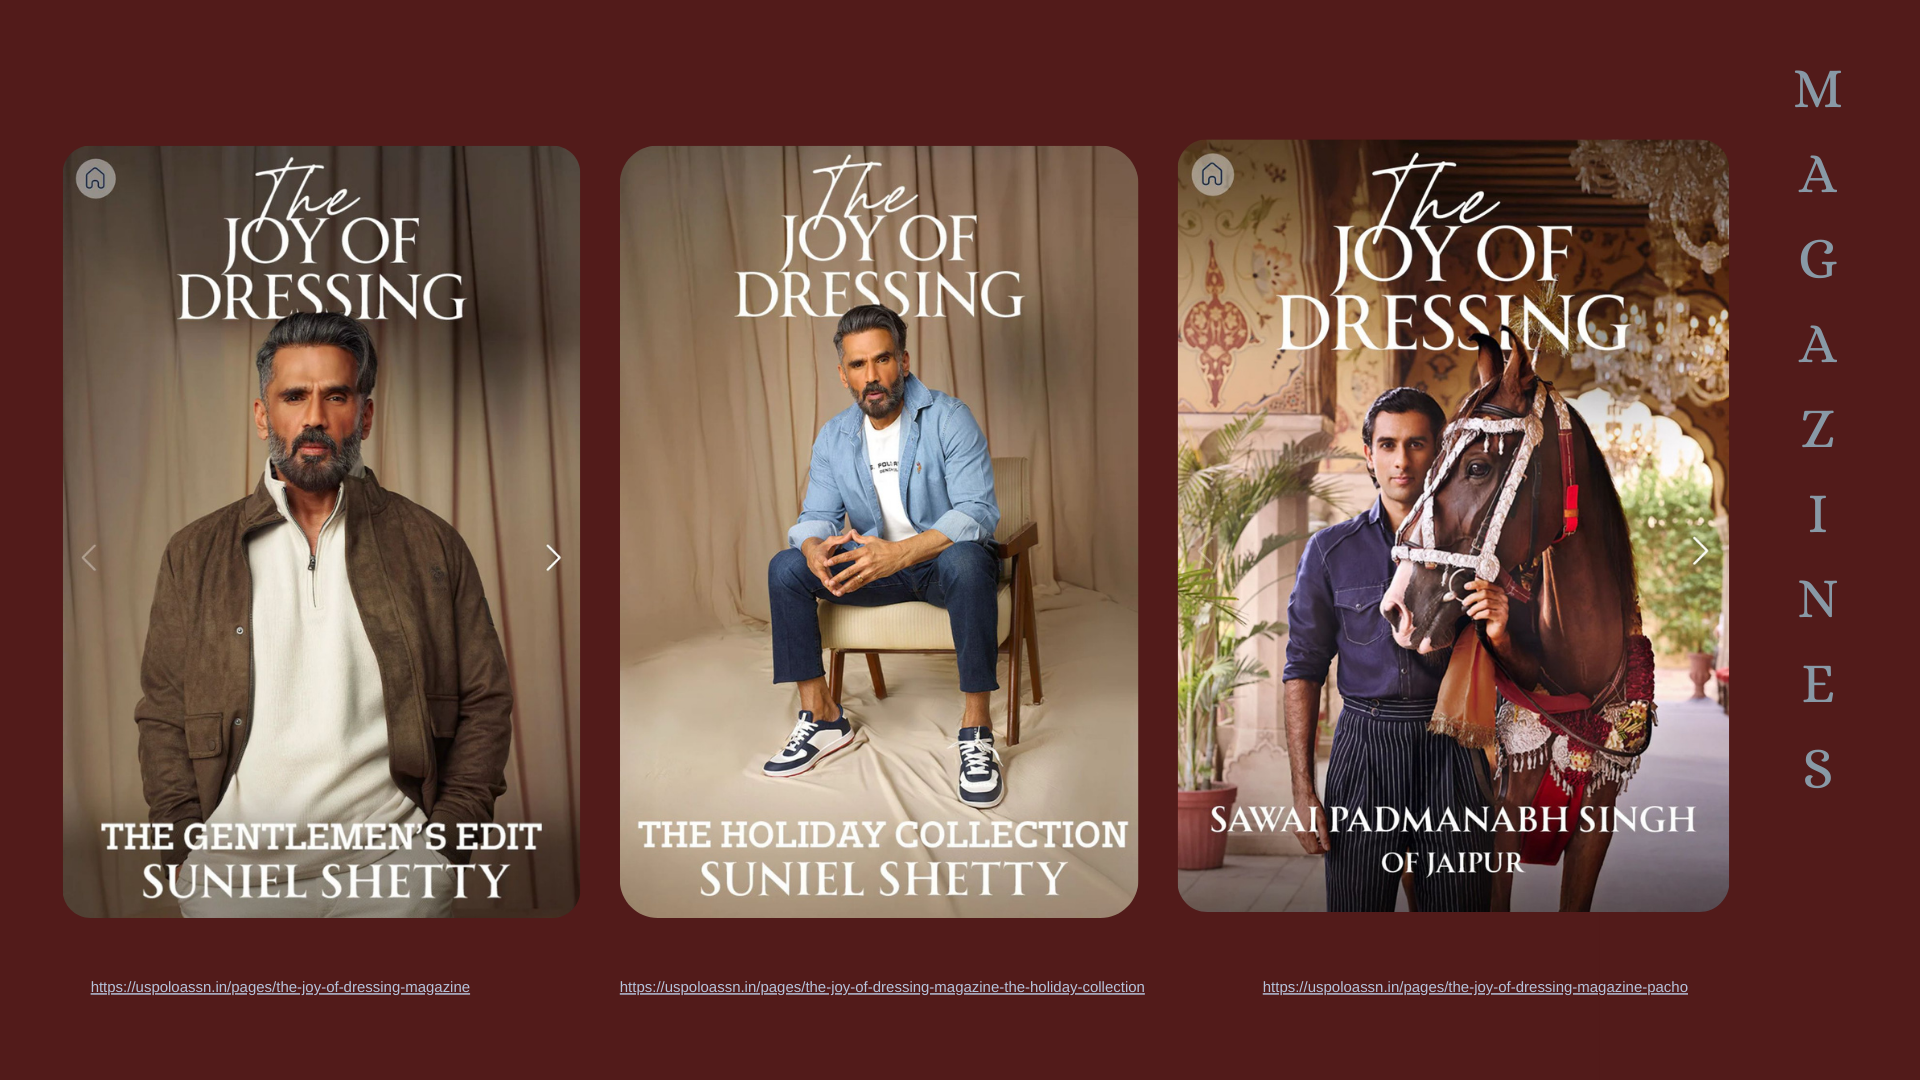 The
JOY OF
DRESSING
THE GENTLEMEN'S EDIT
SUNIEL SHETTY
https://uspoloassn.in/pages/the-joy-of-dressing-magazine
The
JOY OF
DRESSING
S. POLO A
THE HOLIDAY COLLECTION
SUNIEL SHETTY
https://uspoloassn.in/pages/the-joy-of-dressing-magazine-the-holiday-collection
The
JOY OF
DRESSING
SAWAI PADMANABH SINGH
OF JAIPUR
https://uspoloassn.in/pages/the-joy-of-dressing-magazine-pacho
MAGAZINES